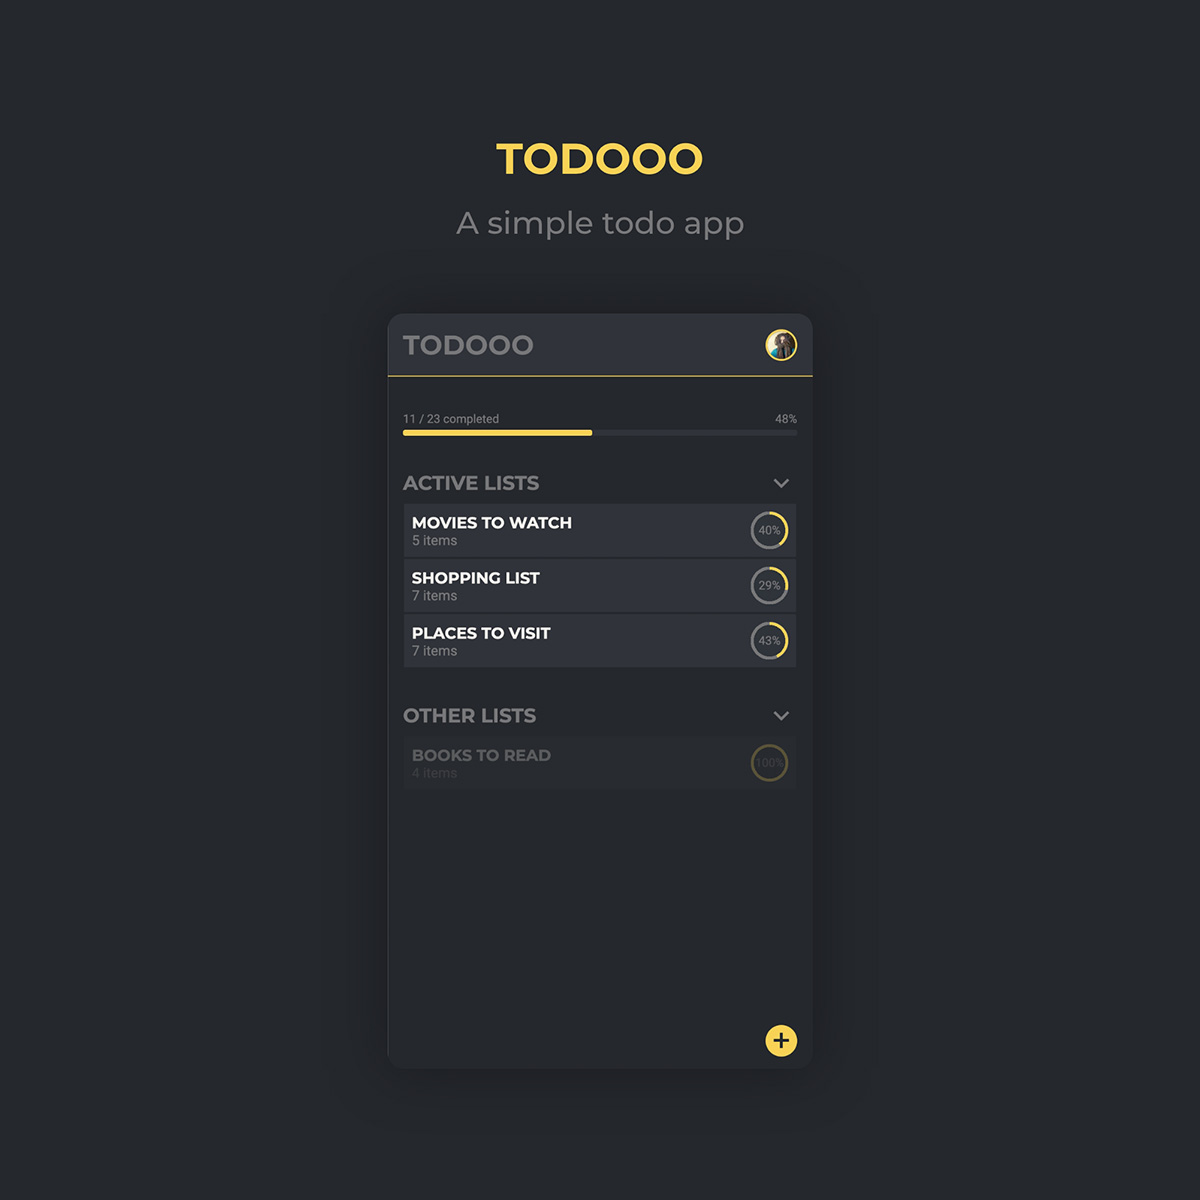 TODOOO
A simple todo app
TODOOO
11 / 23 completed
48%
ACTIVE LISTS
MOVIES TO WATCH
5 items
40%
SHOPPING LIST
7 items
29%
PLACES TO VISIT
7 items
43%
OTHER LISTS
BOOKS TO READ
4 items
100%